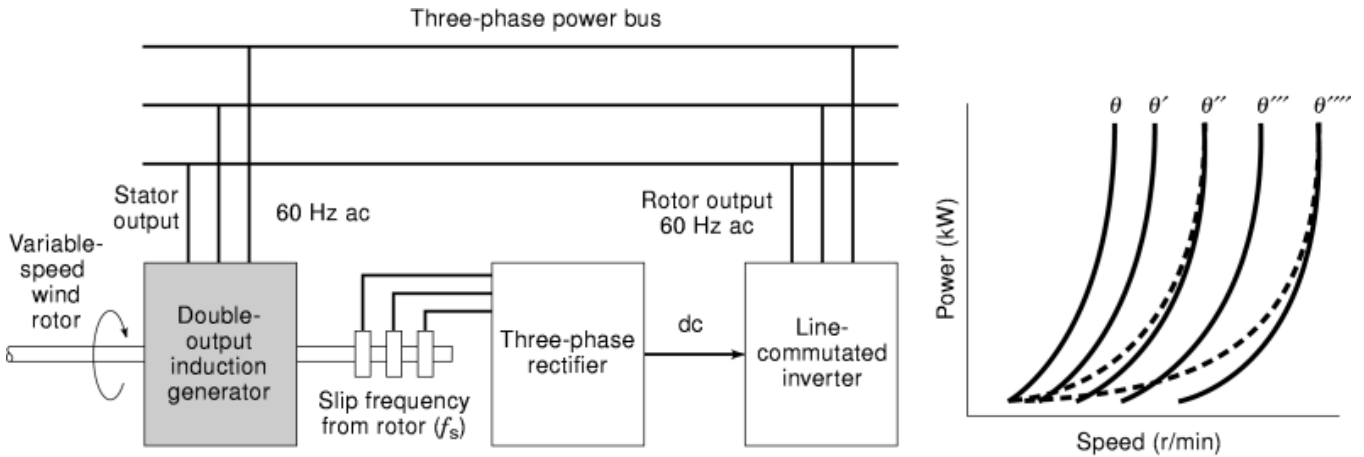 Three-phase power bus
Stator
output
60 Hz ac
Rotor output
60 Hz ac
Variable-
speed
wind
rotor
Double-
output
induction
generator
Slip frequency
from rotor (fs)
Three-phase
rectifier
dc
Line-
commutated
inverter
θ θ′ θ′′ θ′′′ θ′′′′
Power (kW)
Speed (r/min)